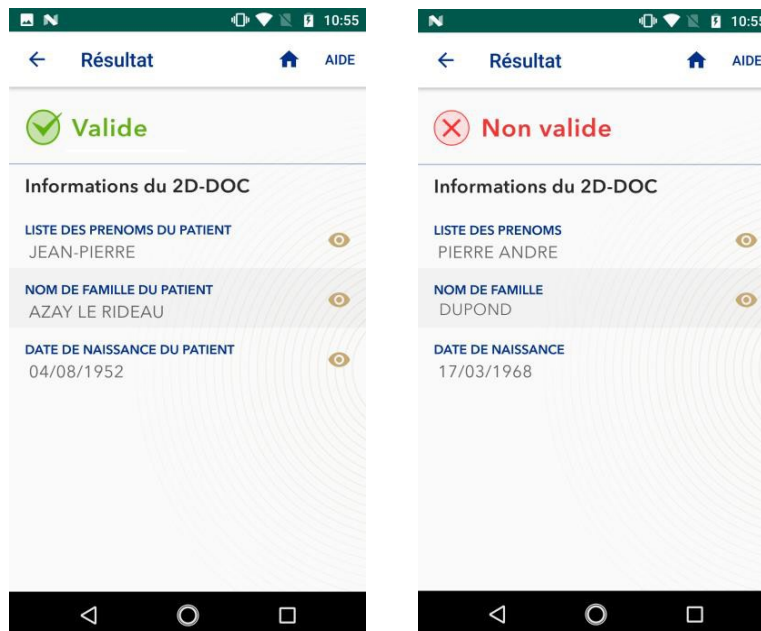 10:55
Résultat
AIDE
Valide
Informations du 2D-DOC
LISTE DES PRENOMS DU PATIENT
JEAN-PIERRE
NOM DE FAMILLE DU PATIENT
AZAY LE RIDEAU
DATE DE NAISSANCE DU PATIENT
04/08/1952
10:55
Résultat
AIDE
Non valide
Informations du 2D-DOC
LISTE DES PRENOMS
PIERRE ANDRE
NOM DE FAMILLE
DUPOND
DATE DE NAISSANCE
17/03/1968